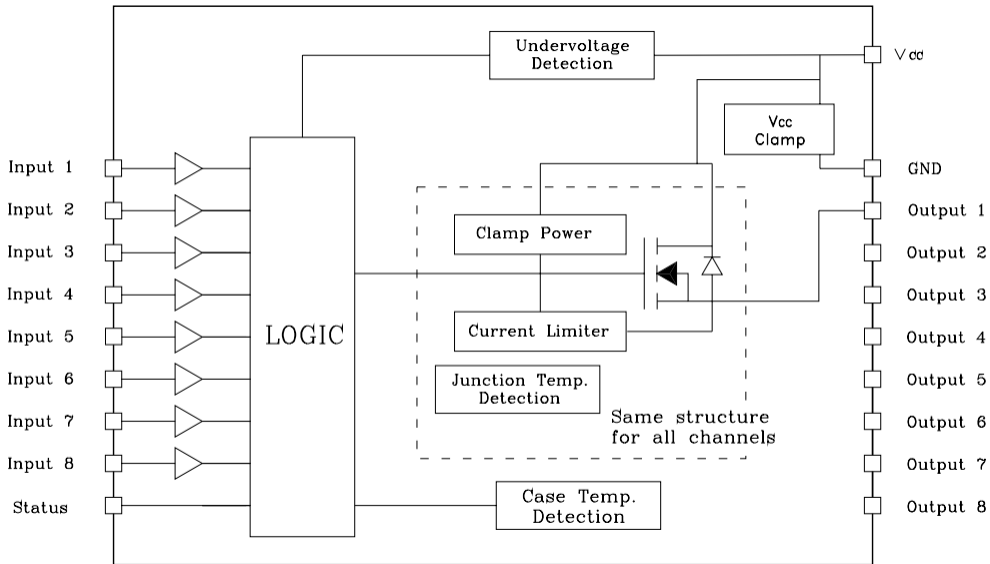 Undervoltage
Detection
Vcc
Vcc
Clamp
Input 1
Input 2
Input 3
Input 4
Input 5
Input 6
Input 7
Input 8
Status
LOGIC
Clamp Power
Current Limiter
Junction Temp.
Detection
Same structure
for all channels
Case Temp.
Detection
GND
Output 1
Output 2
Output 3
Output 4
Output 5
Output 6
Output 7
Output 8